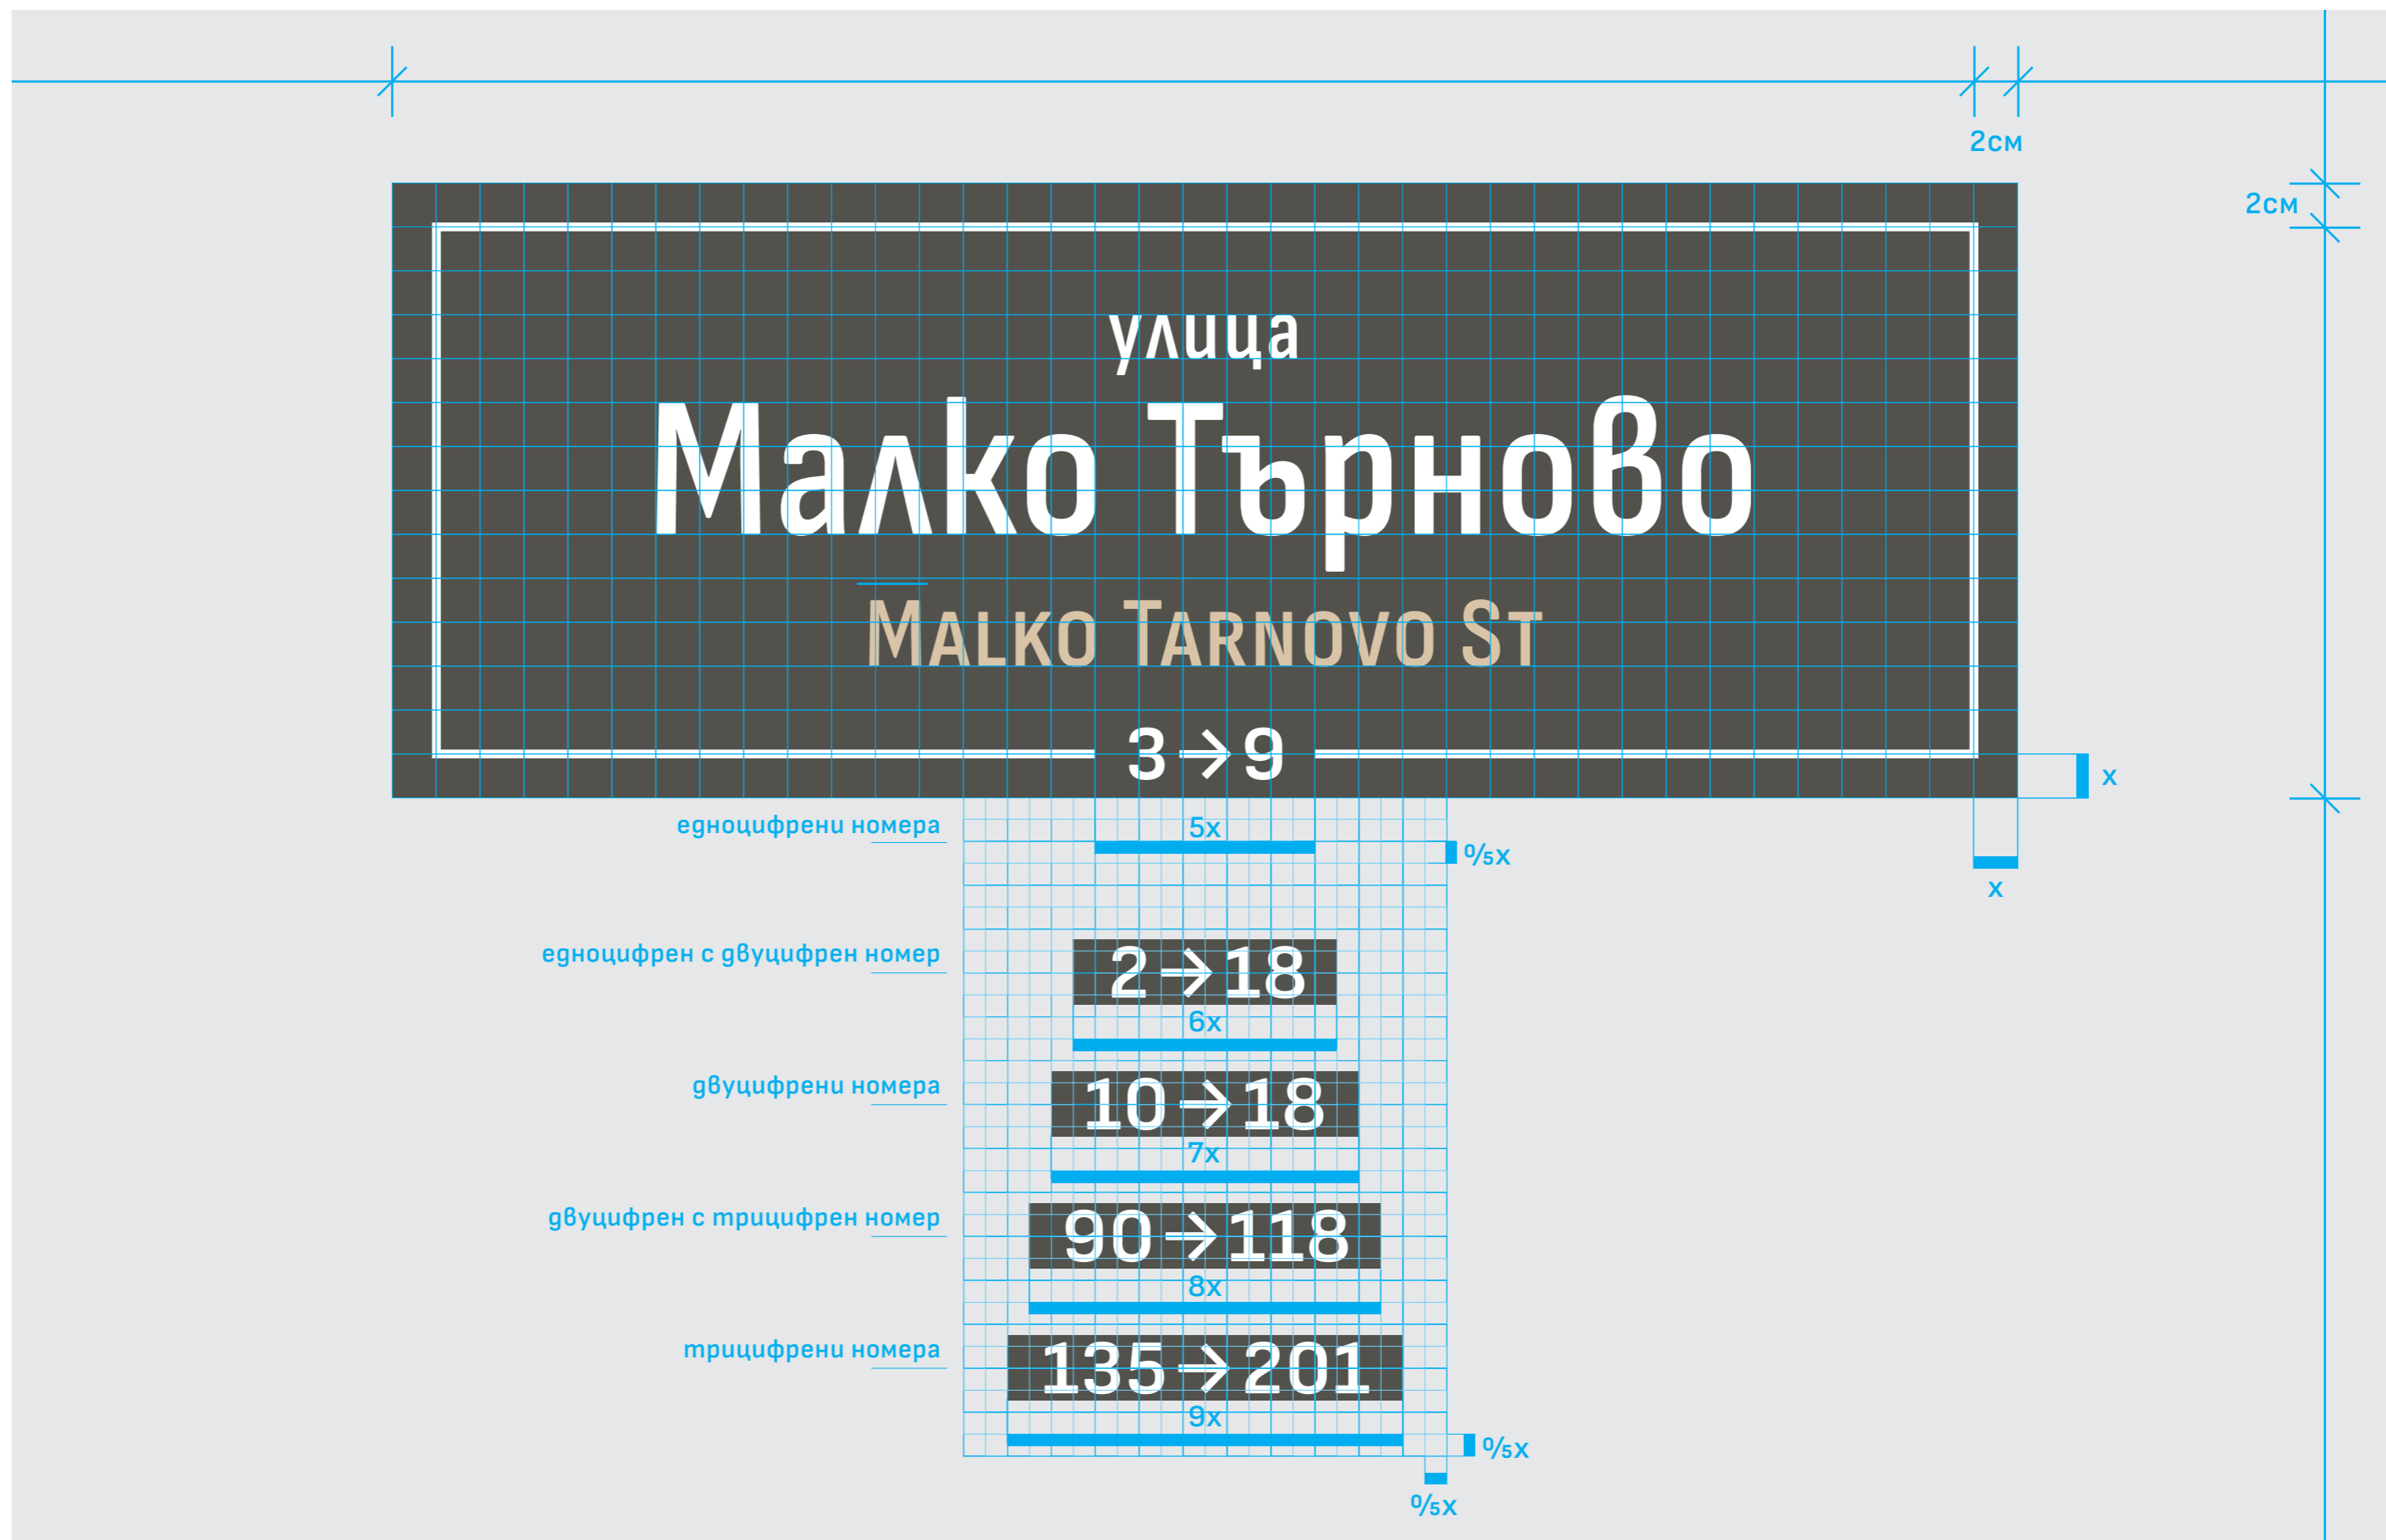 2см
2см
улица
Малко Търново
Malko Tarnovo St
3→9
x
едноцифрени номера
5x
⁰⁄₅x
x
едноцифрен с двуцифрен номер
2→18
6x
двуцифрени номера
10→18
7x
двуцифрен с трицифрен номер
90→118
8x
трицифрени номера
135→201
9x
⁰⁄₅x
⁰⁄₅x